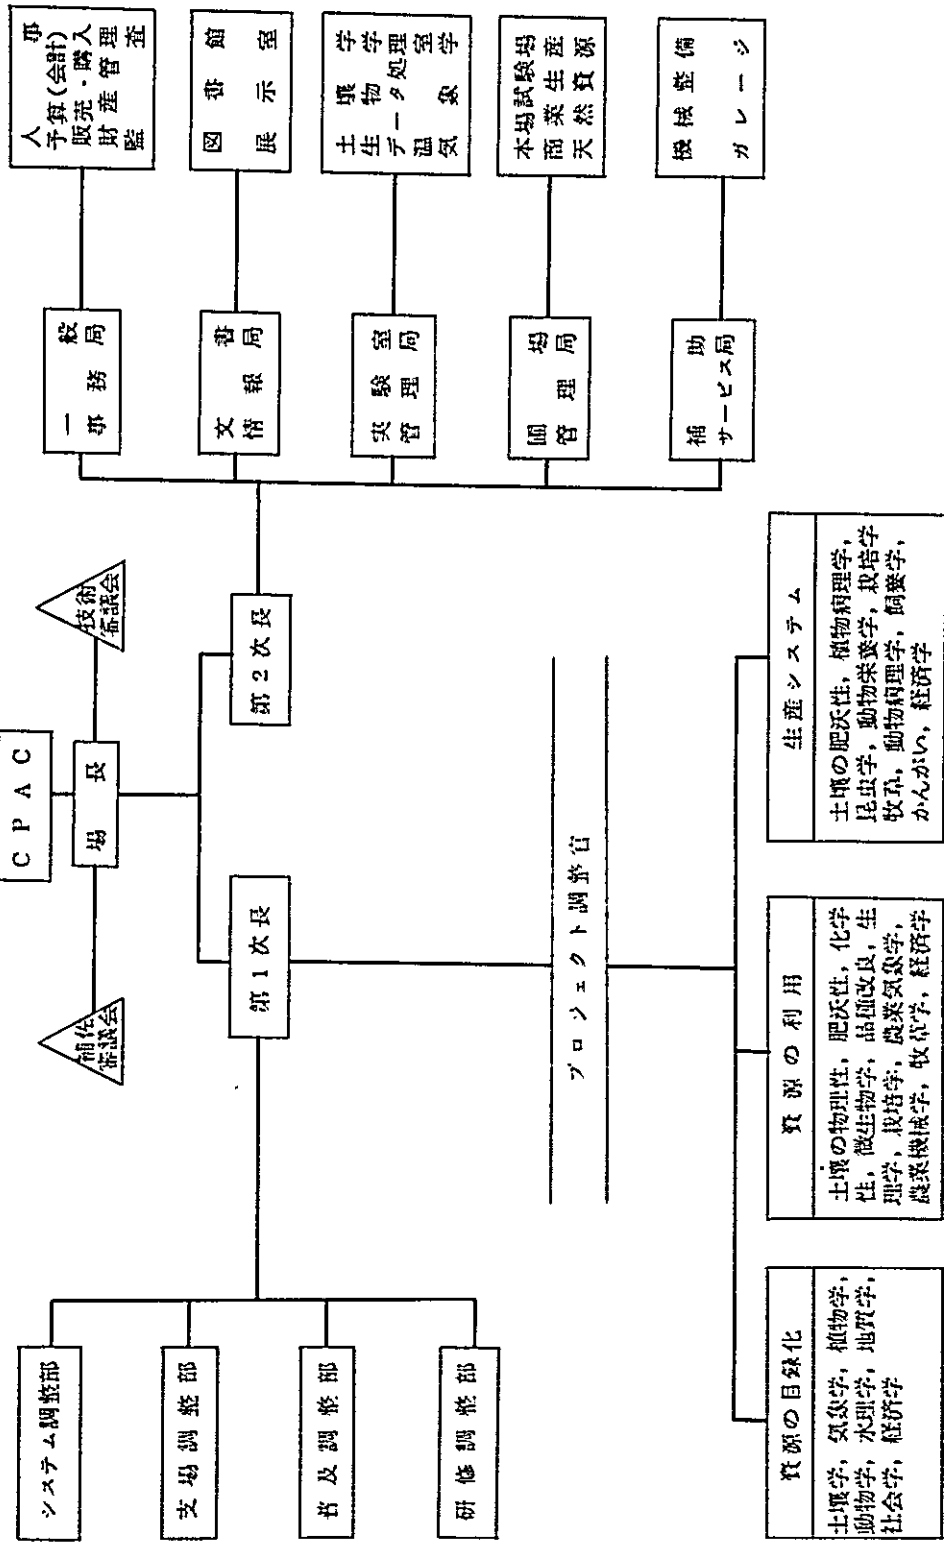 CPAC
補佐
審議会
場長
技術
審議会
第1次長
第2次長
システム調整部
支場調整部
普及調整部
研修調整部
一般
事務局
人事
予算(会計)
販売・購入
財産管理
監査
文書
情報局
図書館
展示室
実験室
管理局
土壌学
生物学
データ処理
温室
気象学
圃場
管理局
本場試験場
商業生産
天然資源
補助
サービス局
機械整備
ガレージ
プロジェクト調整官
資源の目録化
土壌学, 気象学, 植物学,
動物学, 水理学, 地質学,
社会学, 経済学
資源の利用
土壌の物理性, 肥沃性, 化学
性, 微生物学, 品種改良, 生
理学, 栽培学, 農業気象学,
農業機械学, 牧草学, 経済学
生産システム
土壌の肥沃性, 植物病理学,
昆虫学, 動物栄養学, 栽培学
牧草, 動物病理学, 飼養学,
かんがい, 経済学